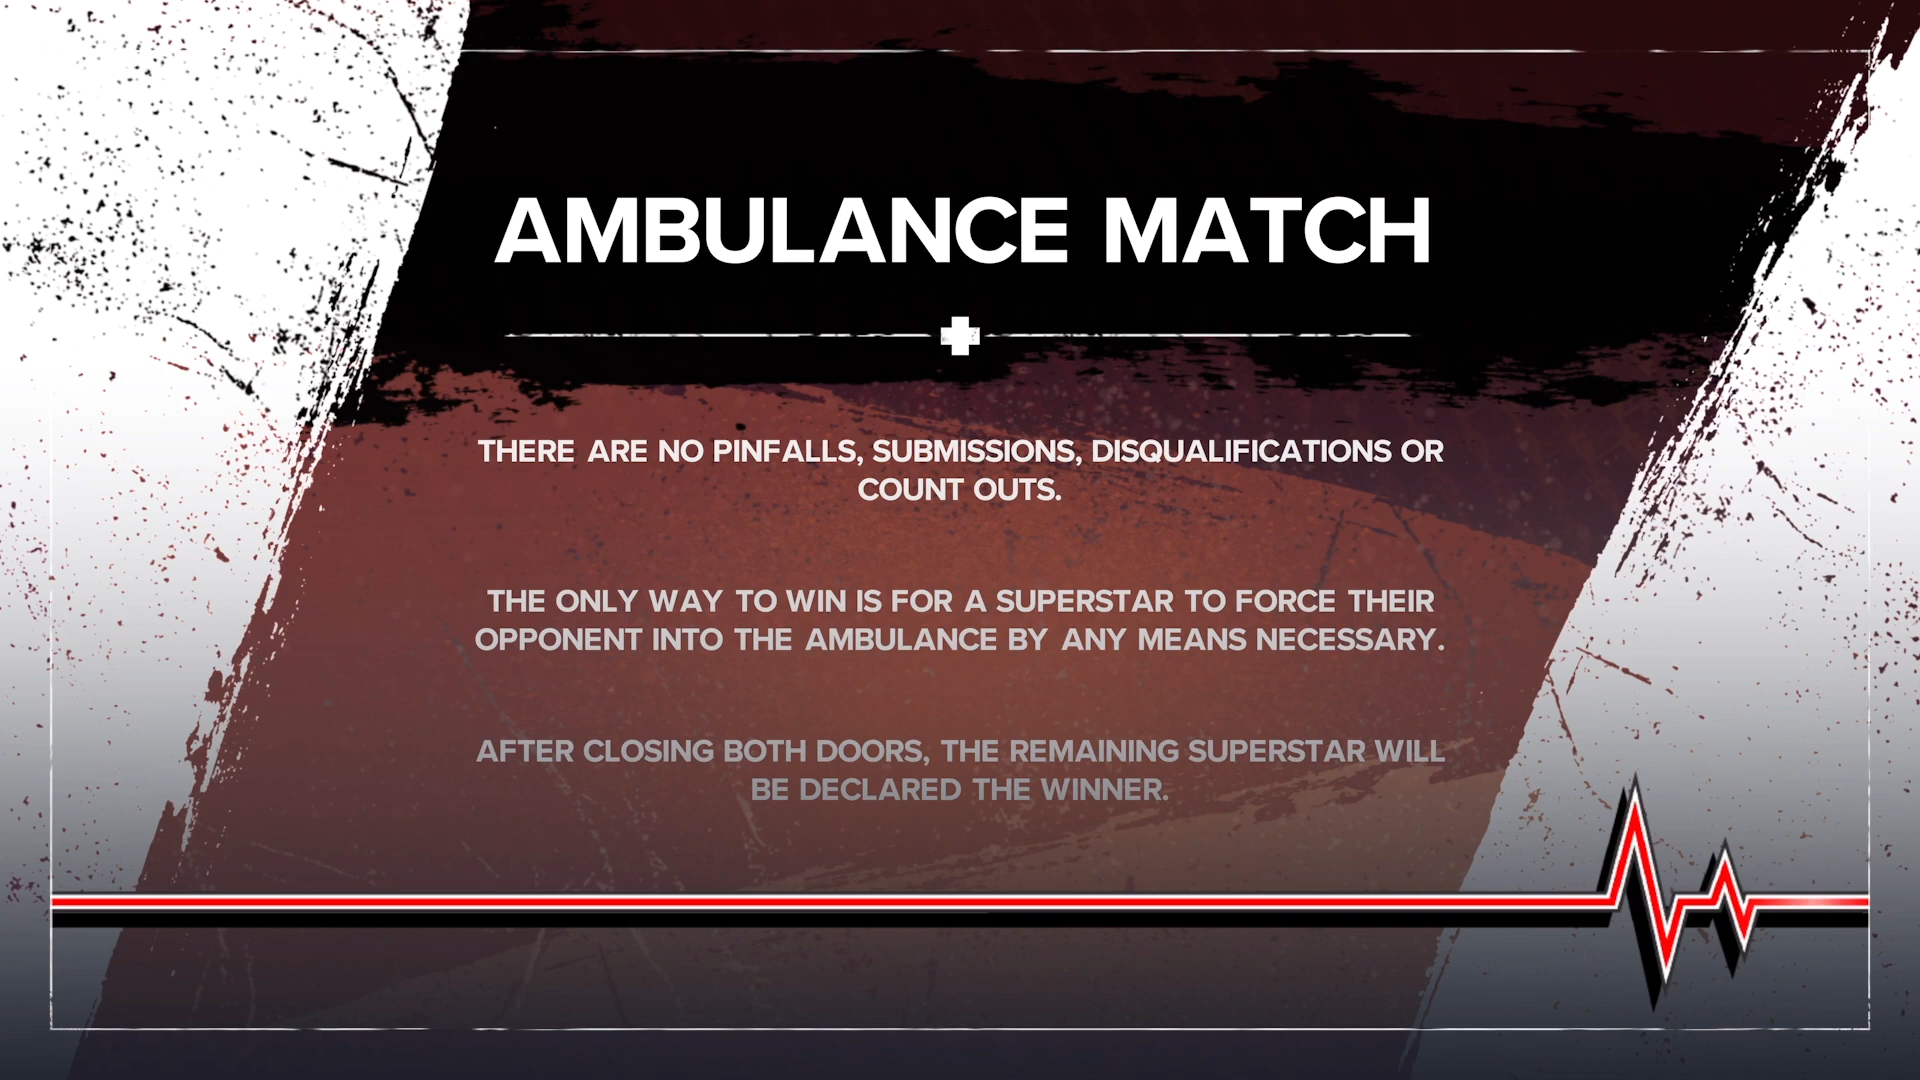 AMBULANCE MATCH
THERE ARE NO PINFALLS, SUBMISSIONS, DISQUALIFICATIONS OR
COUNT OUTS.
THE ONLY WAY TO WIN IS FOR A SUPERSTAR TO FORCE THEIR
OPPONENT INTO THE AMBULANCE BY ANY MEANS NECESSARY.
AFTER CLOSING BOTH DOORS, THE REMAINING SUPERSTAR WILL
BE DECLARED THE WINNER.